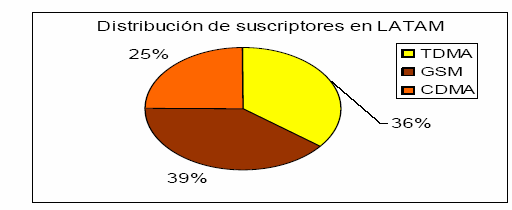 Distribución de suscriptores en LATAM
25%
TDMA
GSM
CDMA
36%
39%